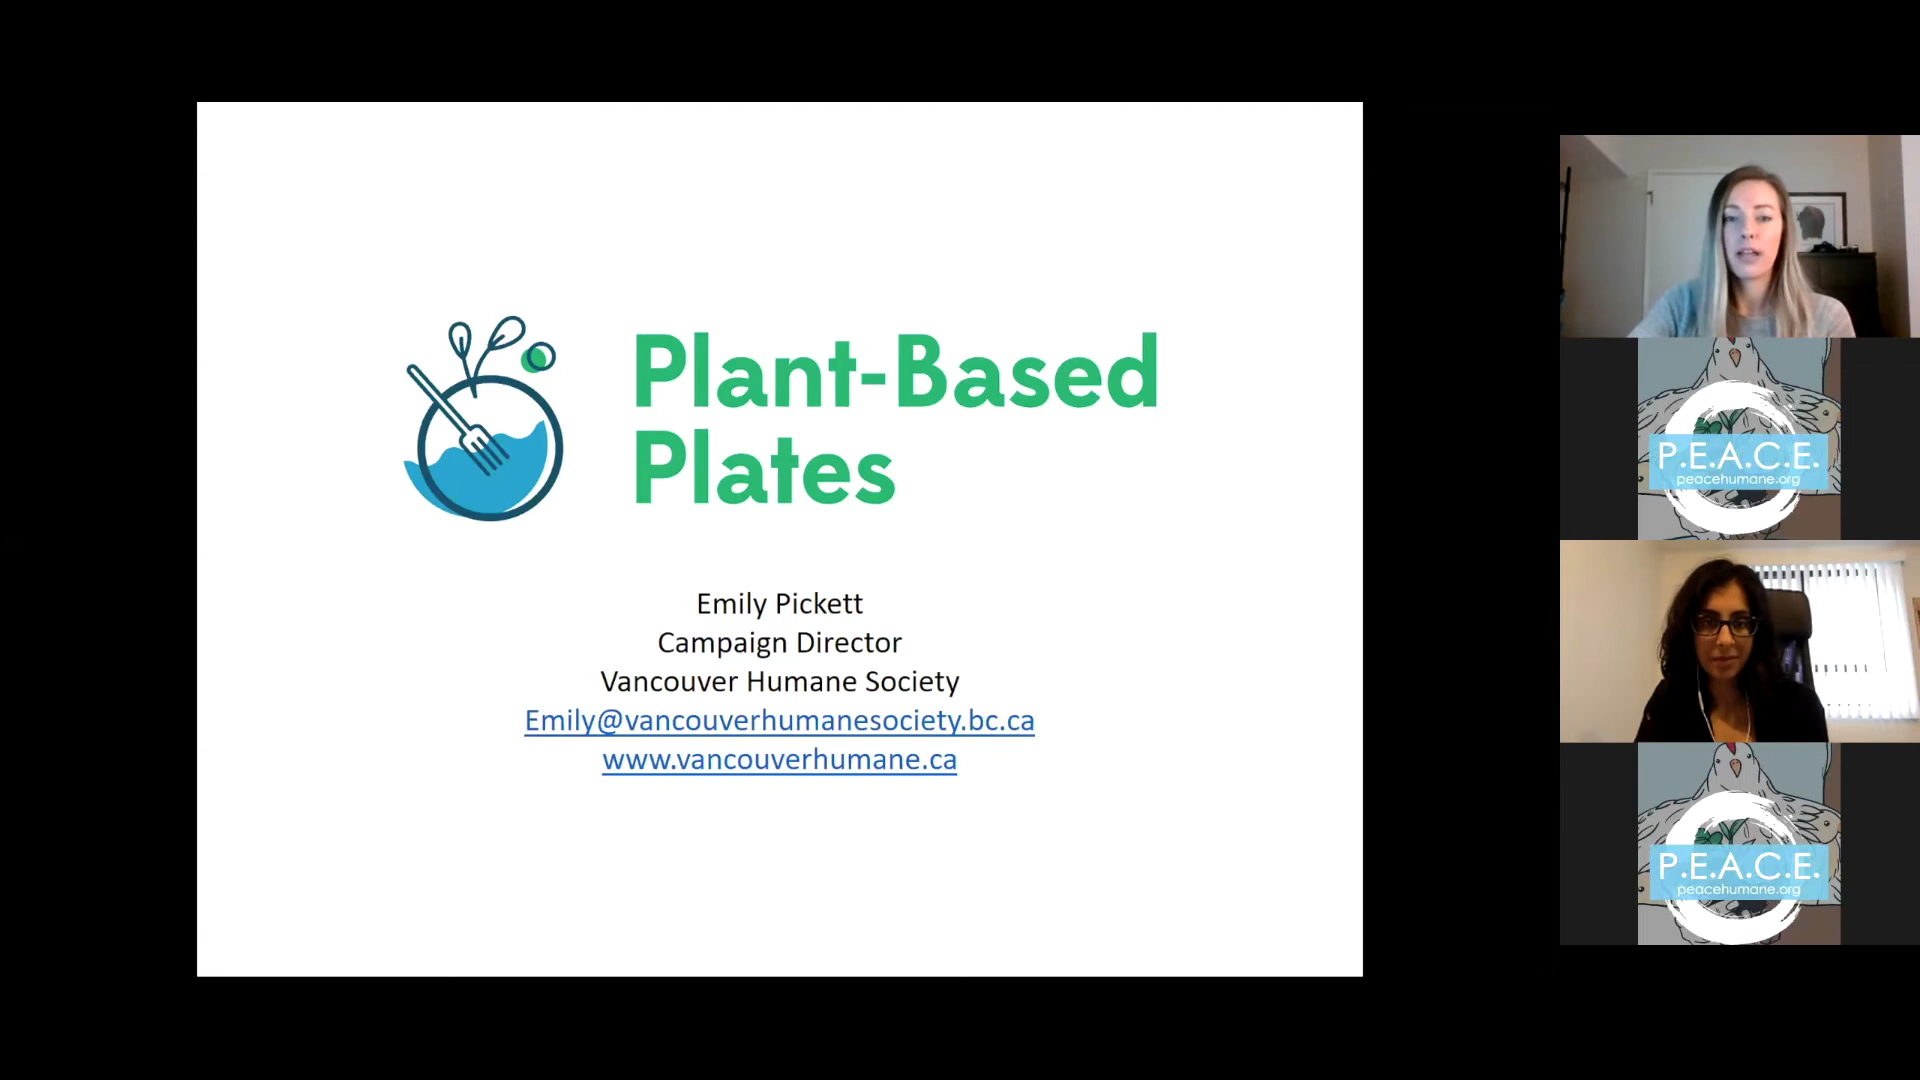 Plant-Based
Plates
Emily Pickett
Campaign Director
Vancouver Humane Society
Emily@vancouverhumanesociety.bc.ca
www.vancouverhumane.ca
P.E.A.C.E.
peacehumane.org
P.E.A.C.E.
peacehumane.org